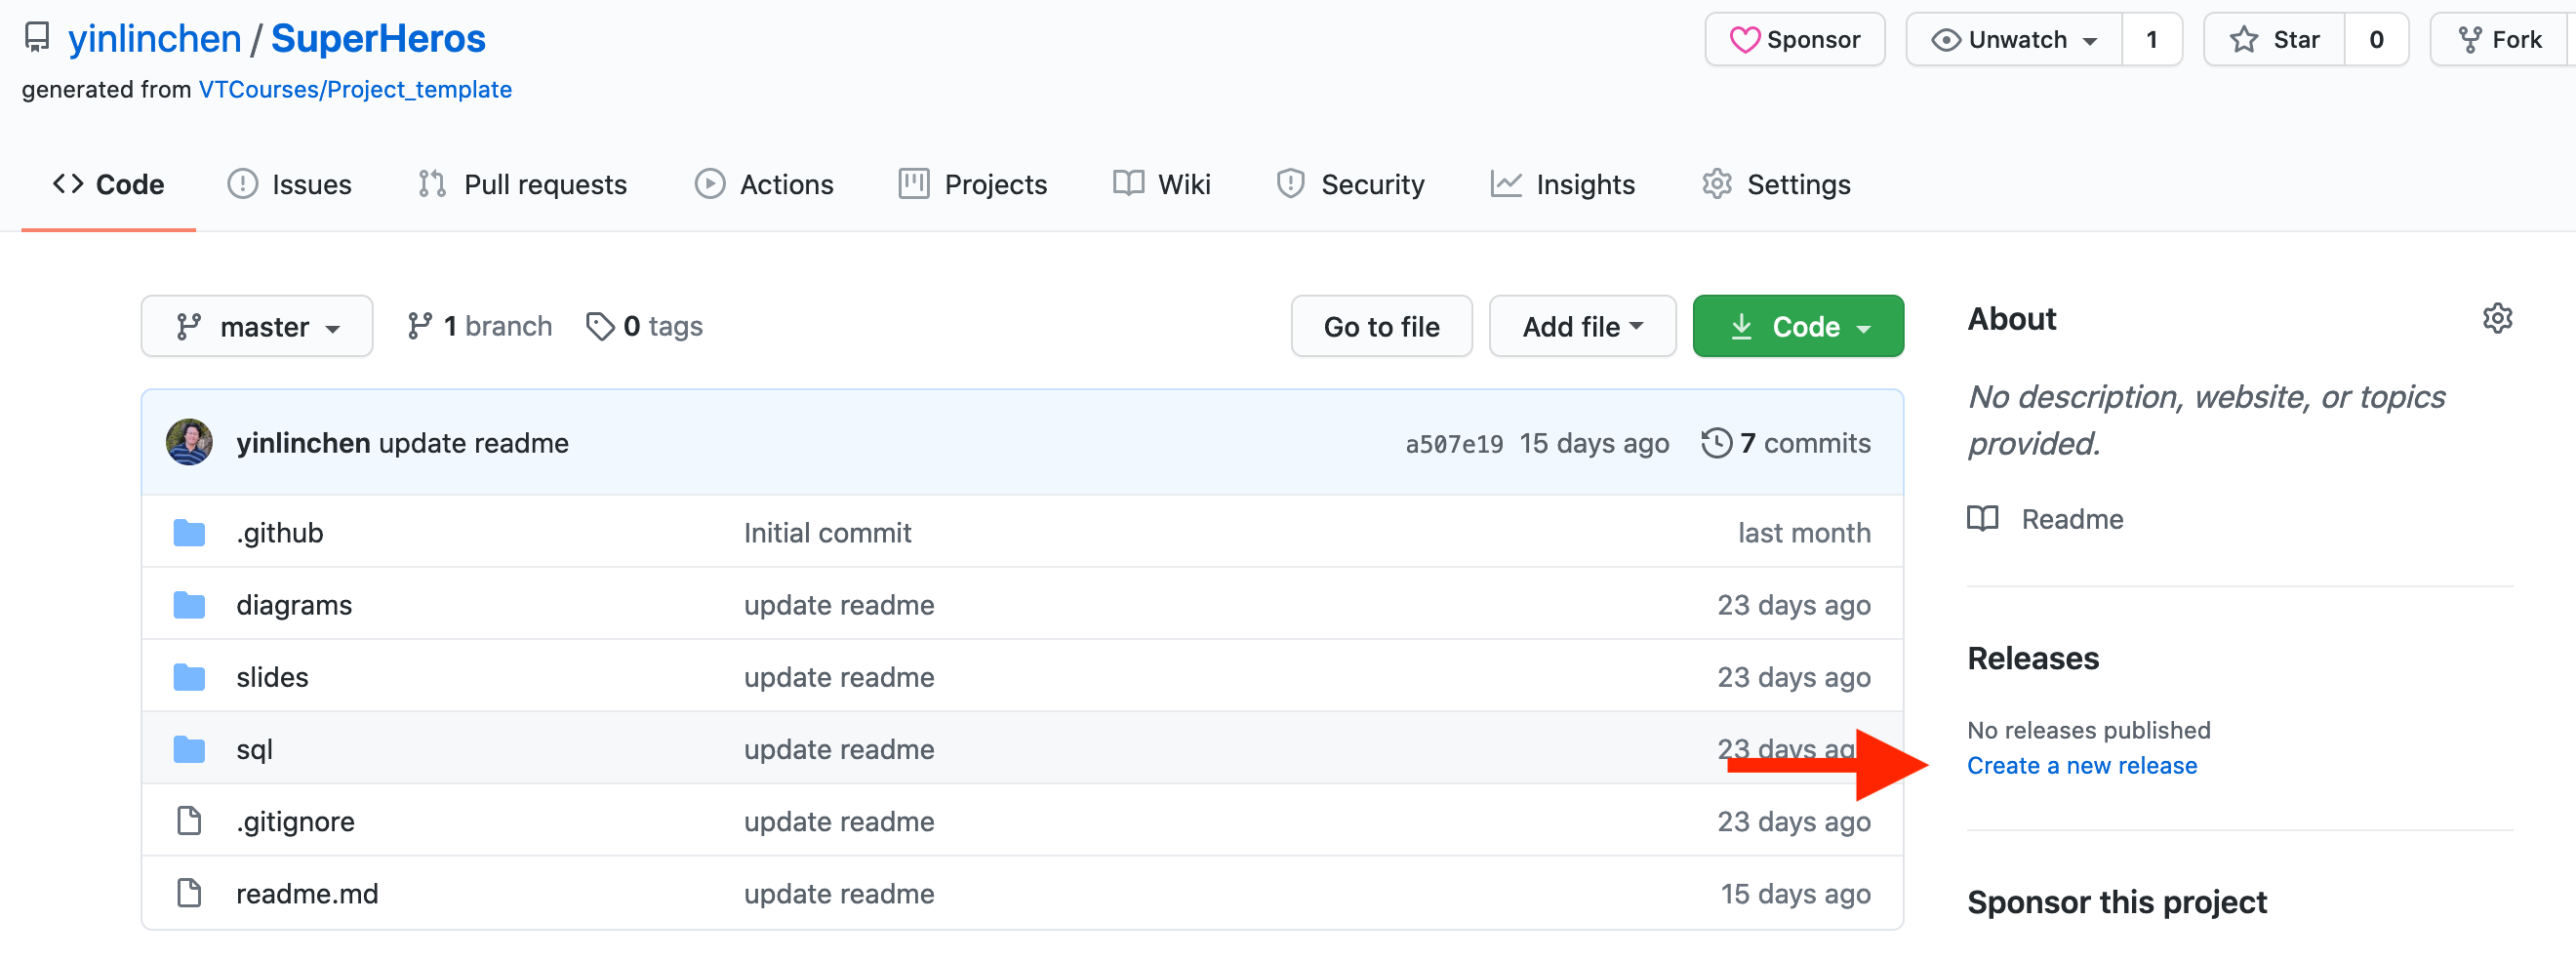 yinlinchen / SuperHeros
Sponsor
Unwatch
1
Star
0
Fork
generated from VTCourses/Project_template
Code
Issues
Pull requests
Actions
Projects
Wiki
Security
Insights
Settings
master
1 branch
0 tags
Go to file
Add file
Code
yinlinchen update readme
a507e19 15 days ago
7 commits
.github Initial commit last month
diagrams update readme 23 days ago
slides update readme 23 days ago
sql update readme 23 days ag
.gitignore update readme 23 days ago
readme.md update readme 15 days ago
About
No description, website, or topics
provided.
Readme
Releases
No releases published
Create a new release
Sponsor this project